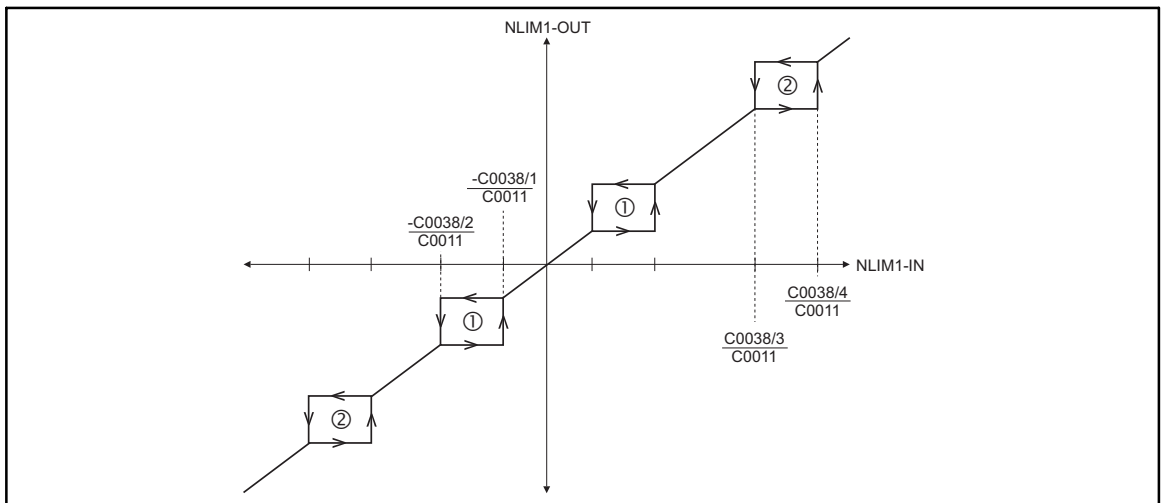 NLIM1-OUT
②
①
-C0038/1
C0011
-C0038/2
C0011
NLIM1-IN
C0038/4
C0011
①
C0038/3
C0011
②